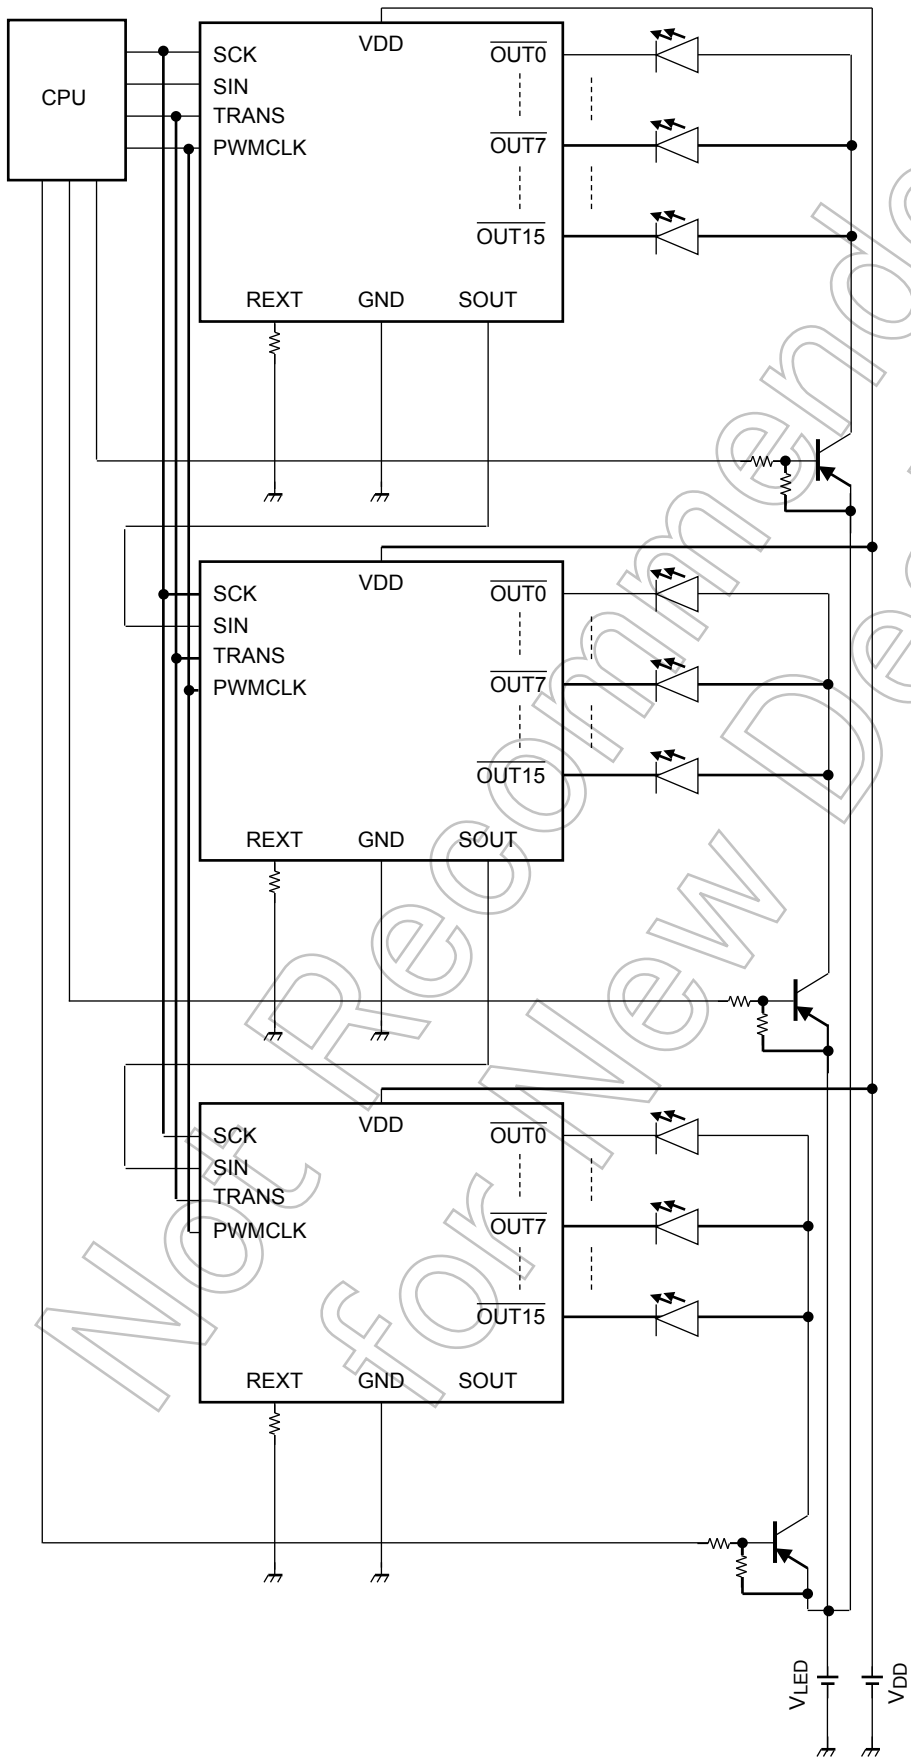 CPU
SCK
SIN
TRANS
PWMCLK
VDD
OUT0
OUT7
OUT15
REXT GND SOUT
SCK
SIN
TRANS
PWMCLK
VDD
OUT0
OUT7
OUT15
REXT GND SOUT
SCK
SIN
TRANS
PWMCLK
VDD
OUT0
OUT7
OUT15
REXT GND SOUT
VLED
VDD
Not Recommende
for New De